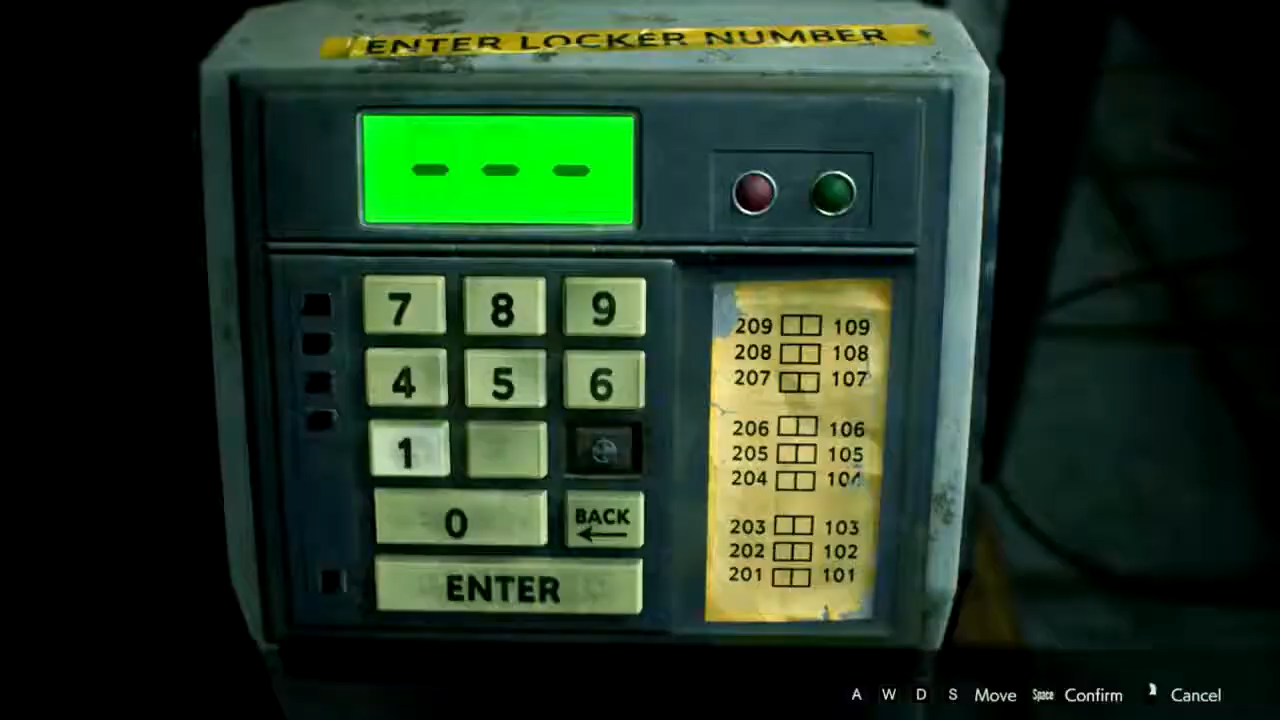 ENTER LOCKER NUMBER
- - -
7 8 9
4 5 6
1
0 BACK
ENTER
209 109
208 108
207 107
206 106
205 105
204 104
203 103
202 102
201 101
A W D S Move Space Confirm Cancel